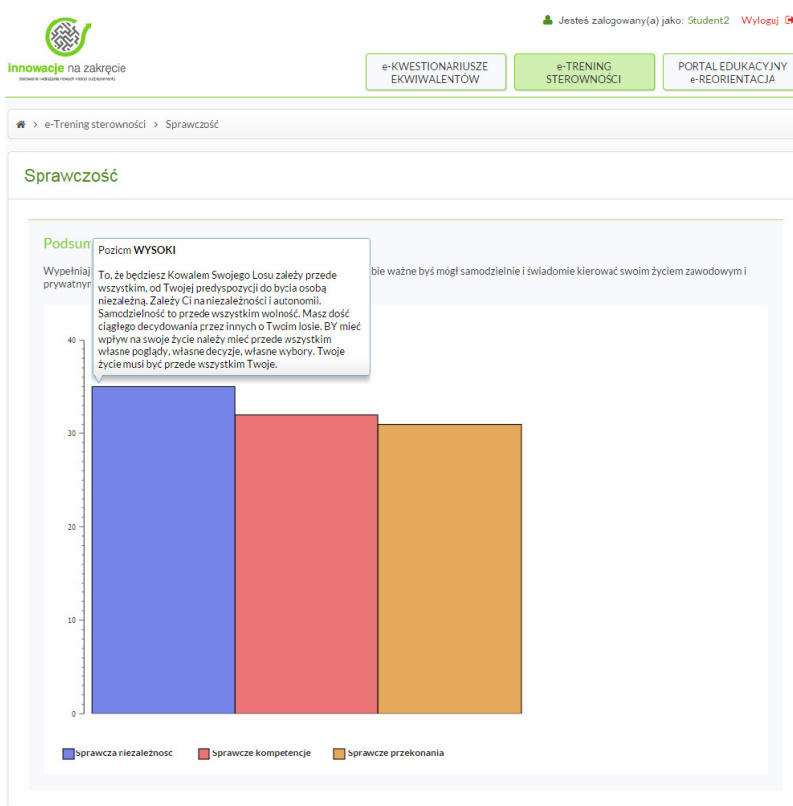 Jesteś zalogowany(a) jako: Student2 Wyloguj
innowacje na zakręcie
e-KWESTIONARIUSZE
EKWIWALENTÓW
e-TRENING
STEROWNOŚCI
PORTAL EDUKACYJNY
e-REORIENTACJA
> e-Trening sterowności > Sprawczość
Sprawczość
Podsum
Poziom WYSOKI
Wypełniaj
bie ważne byś mógł samodzielnie i świadomie kierować swoim życiem zawodowym i
prywatnym
To, że będziesz Kowalem Swojego Losu zależy przede
wszystkim, od Twojej predyspozycji do bycia osobą
niezależną. Zależy Ci na niezależności i autonomii.
Samodzielność to przede wszystkim wolność. Masz dość
ciągłego decydowania przez innych o Twoim losie. BY mieć
wpływ na swoje życie należy mieć przede wszystkim
własne poglądy, własne decyzje, własne wybory. Twoje
życie musi być przede wszystkim Twoje.
40
30
20
10
0
Sprawcza niezależność Sprawcze kompetencje Sprawcze przekonania